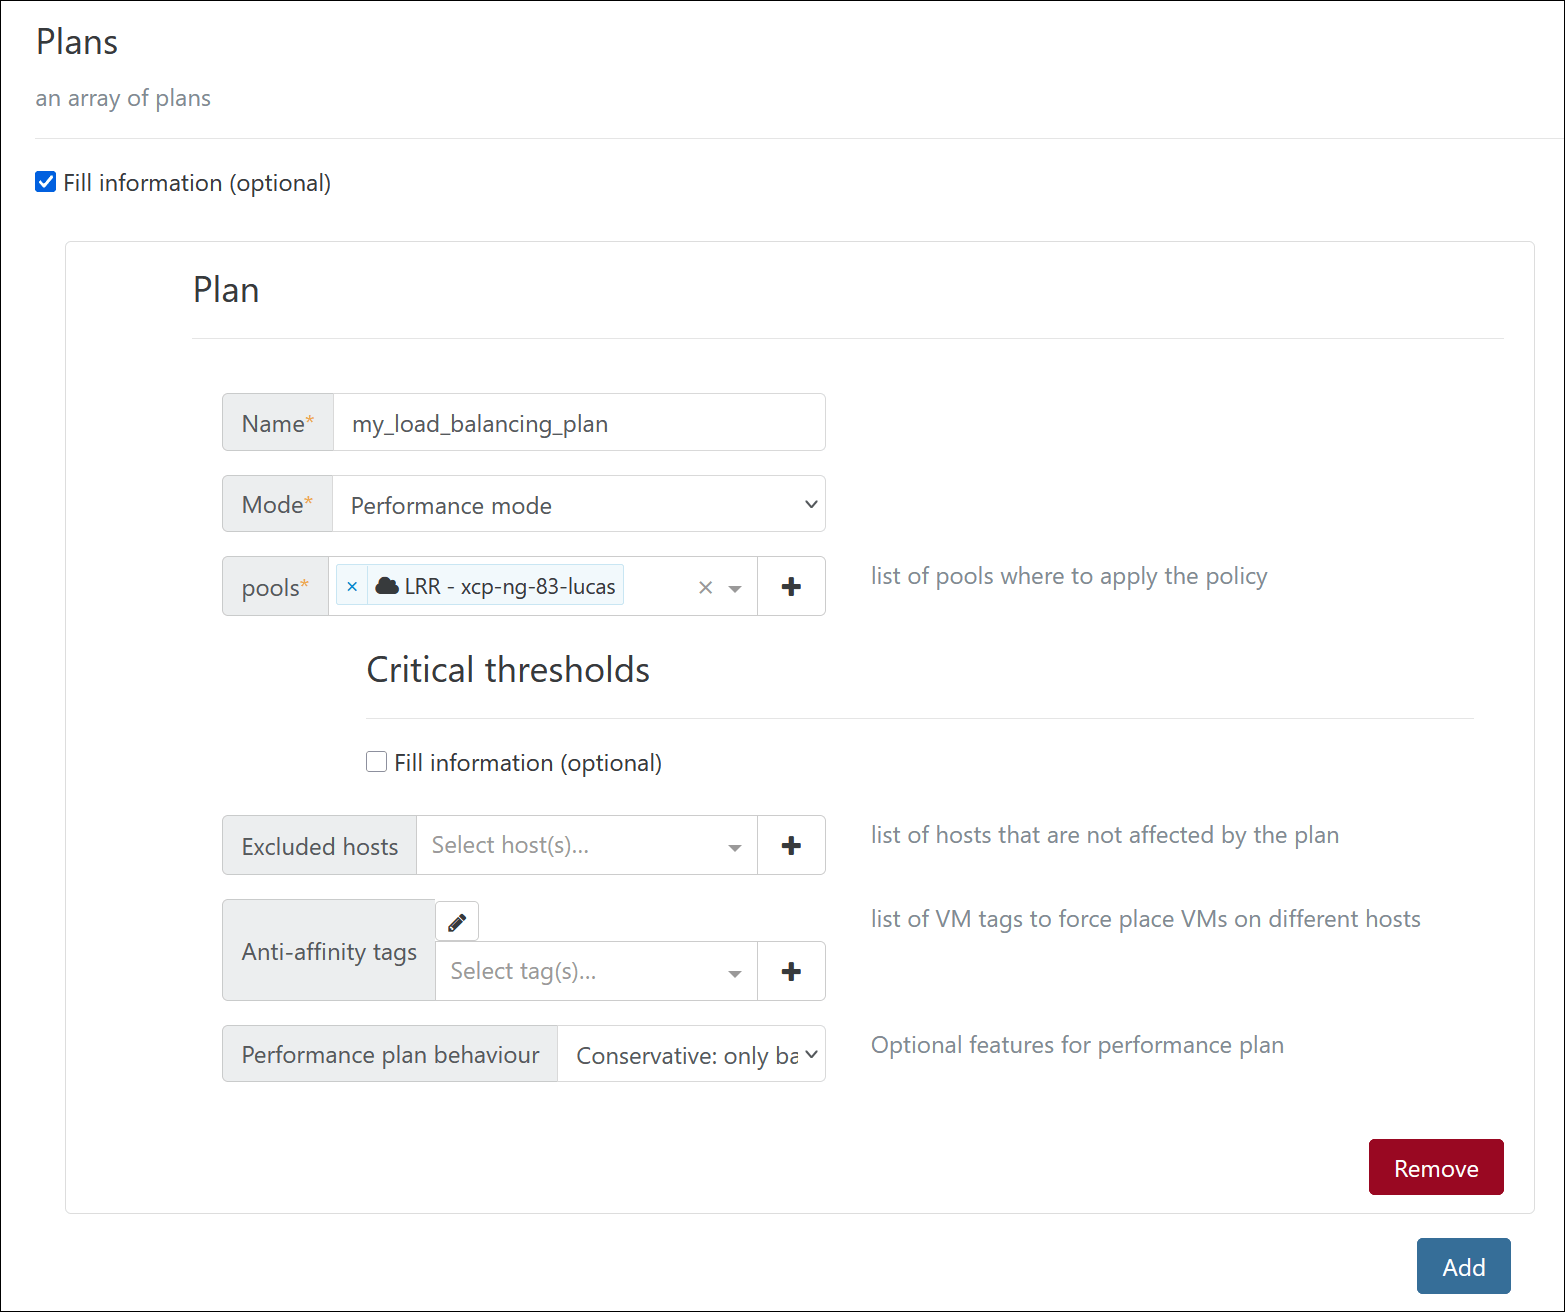 Plans
an array of plans
Fill information (optional)
Plan
Name* my_load_balancing_plan
Mode* Performance mode
pools* × LRR - xcp-ng-83-lucas × list of pools where to apply the policy
Critical thresholds
Fill information (optional)
Excluded hosts Select host(s)... list of hosts that are not affected by the plan
Anti-affinity tags Select tag(s)... list of VM tags to force place VMs on different hosts
Performance plan behaviour Conservative: only ba Optional features for performance plan
Remove
Add